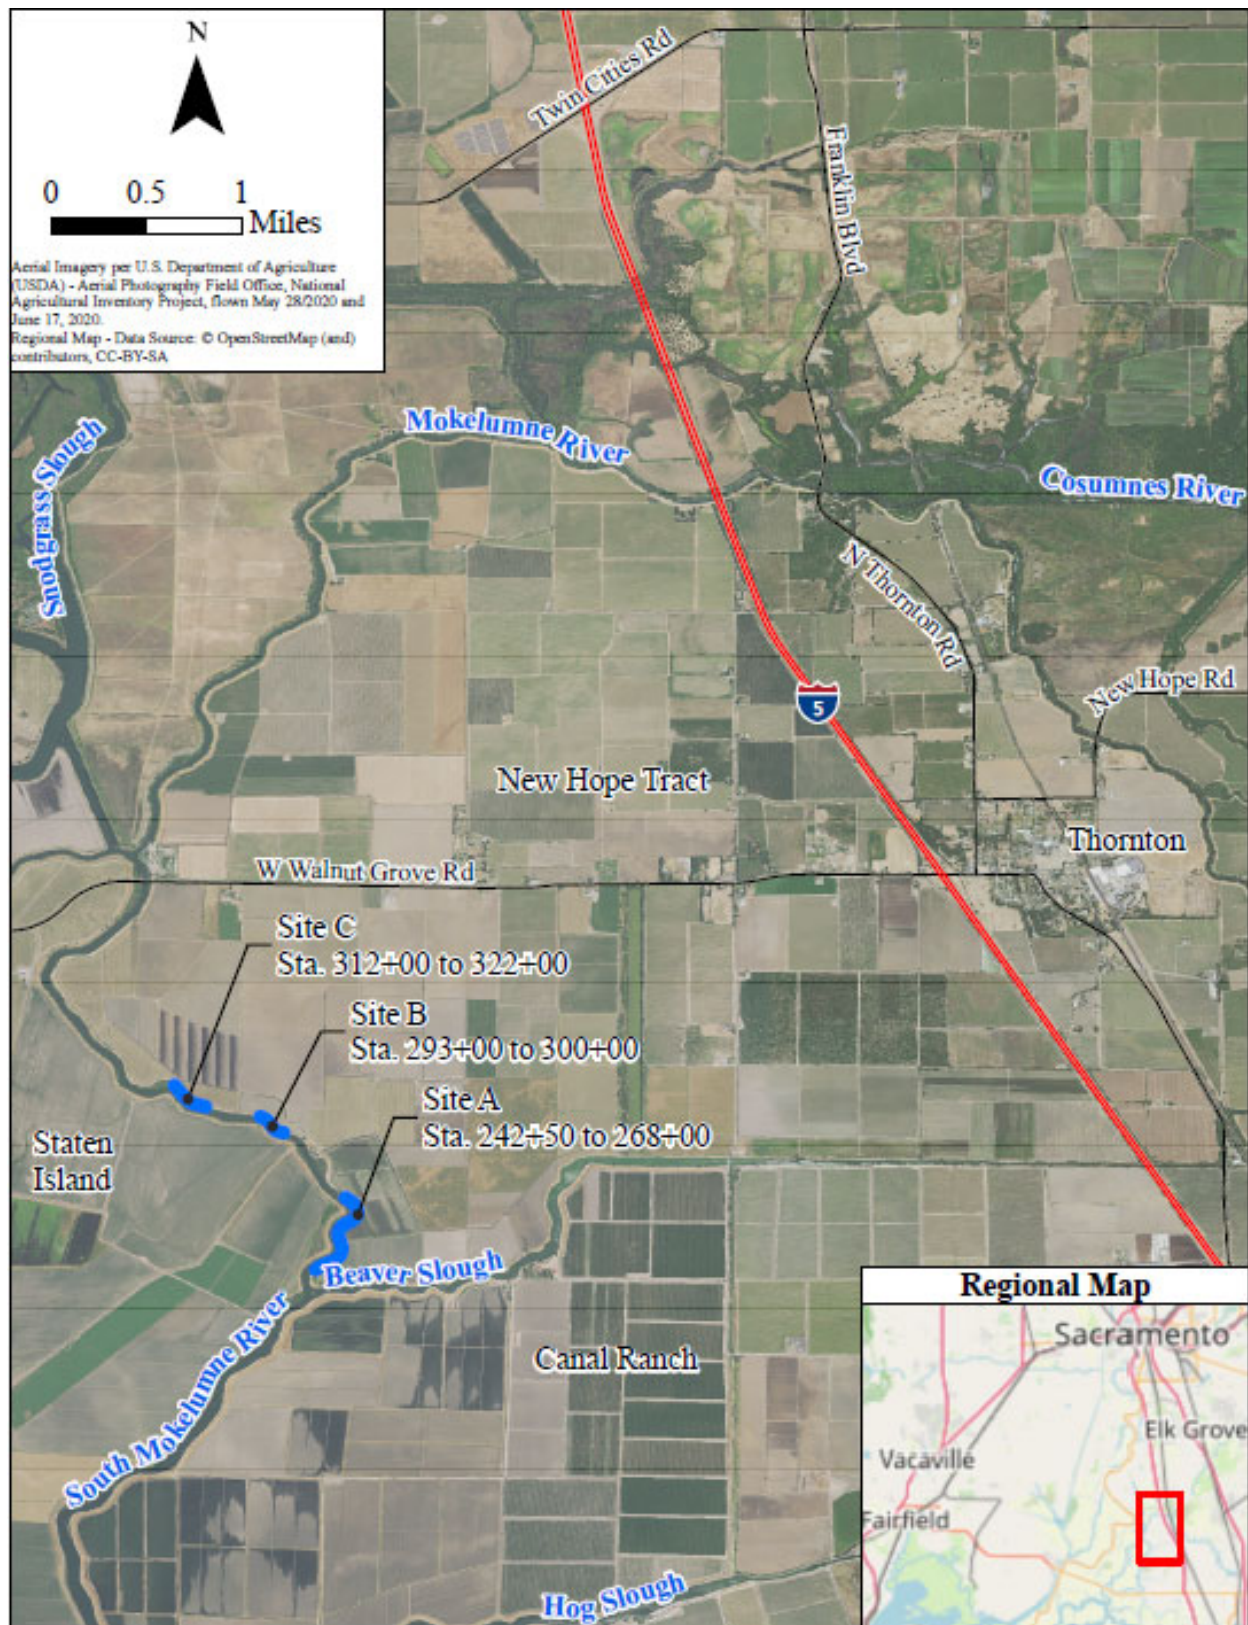 N
0 0.5 1
Miles
Aerial Imagery per U.S. Department of Agriculture
(USDA) - Aerial Photography Field Office, National
Agricultural Inventory Project, flown May 28/2020 and
June 17, 2020.
Regional Map - Data Source: © OpenStreetMap (and)
contributors, CC-BY-SA
Twin Cities Rd
Franklin Blvd
Mokelumne River
Cosumnes River
Snodgrass Slough
N Thornton Rd
New Hope Rd
5
New Hope Tract
Thornton
W Walnut Grove Rd
Site C
Sta. 312+00 to 322+00
Site B
Sta. 293+00 to 300+00
Site A
Sta. 242+50 to 268+00
Staten
Island
Beaver Slough
South Mokelumne River
Canal Ranch
Hog Slough
Regional Map
Sacramento
Elk Grove
Vacaville
Fairfield